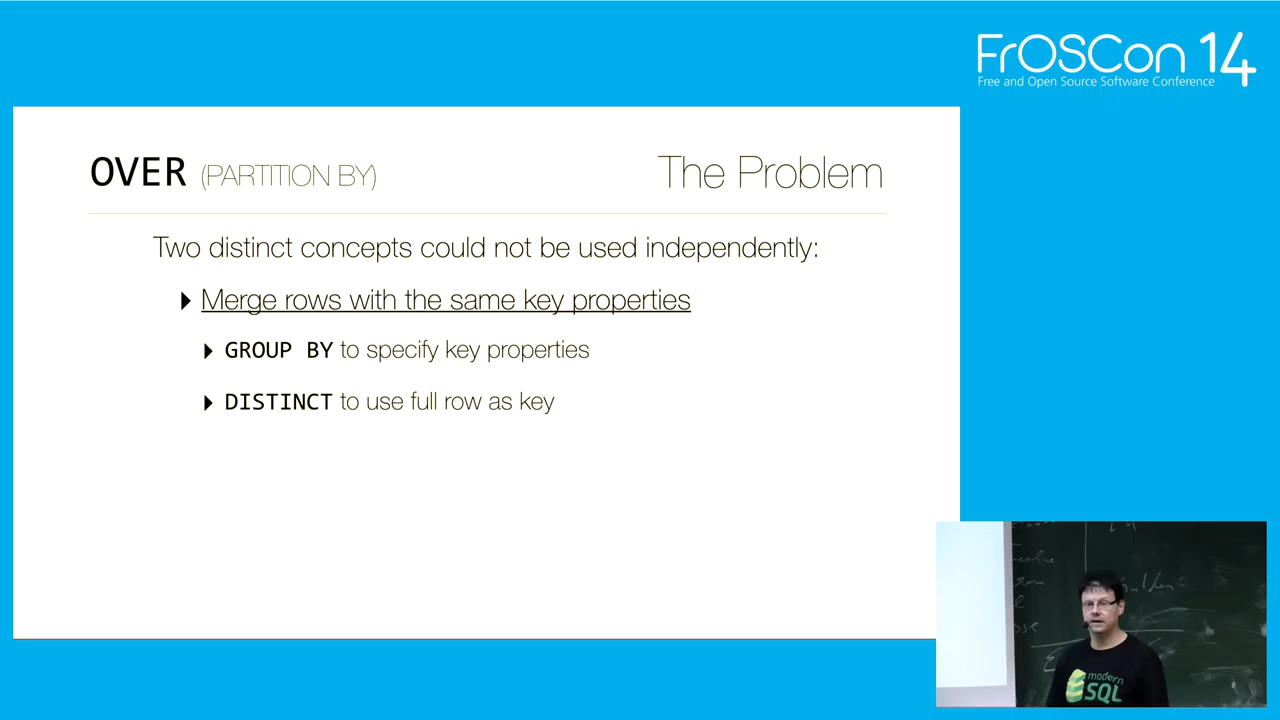 FrOSCon 14
Free and Open Source Software Conference
OVER (PARTITION BY)
The Problem
Two distinct concepts could not be used independently:
Merge rows with the same key properties
GROUP BY to specify key properties
DISTINCT to use full row as key
modern
SQL